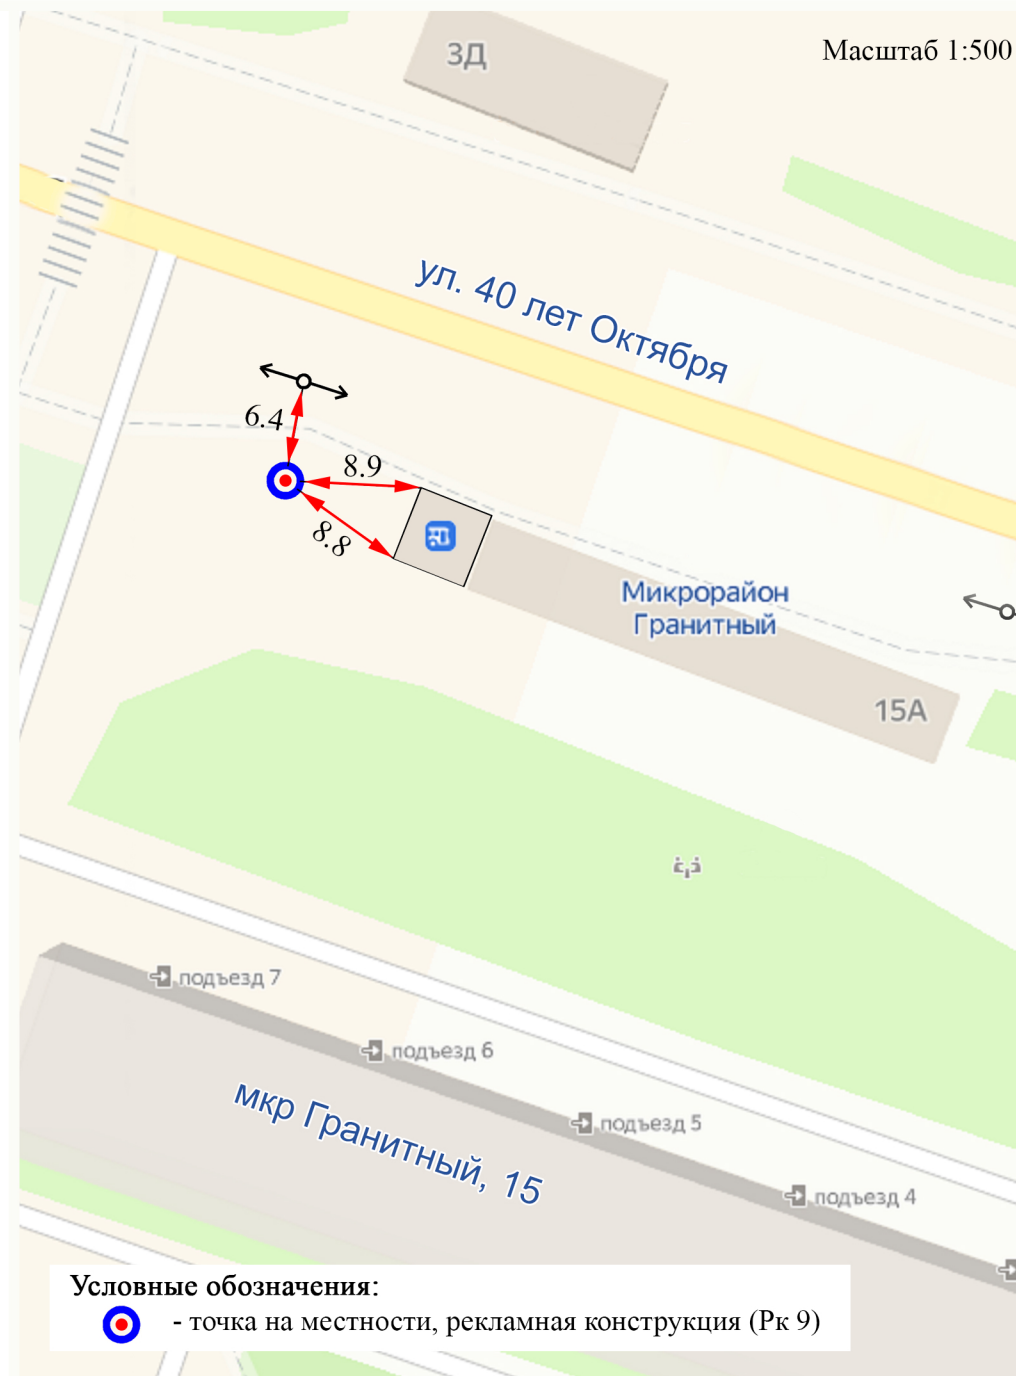 3Д
Масштаб 1:500
ул. 40 лет Октября
6.4
8.9
8.8
Микрорайон
Гранитный
15А
подъезд 7
подъезд 6
подъезд 5
подъезд 4
мкр Гранитный, 15
Условные обозначения:
- точка на местности, рекламная конструкция (Рк 9)